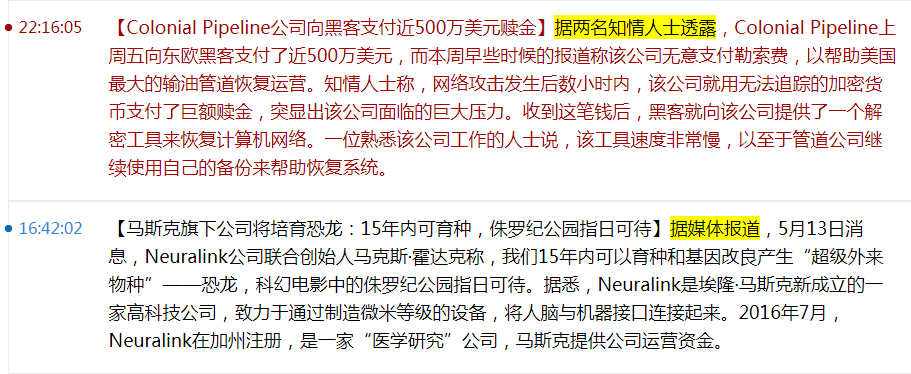 22:16:05 【Colonial Pipeline公司向黑客支付近500万美元赎金】据两名知情人士透露，Colonial Pipeline上
周五向东欧黑客支付了近500万美元，而本周早些时候的报道称该公司无意支付勒索费，以帮助美国
最大的输油管道恢复运营。知情人士称，网络攻击发生后数小时内，该公司就用无法追踪的加密货
币支付了巨额赎金，突显出该公司面临的巨大压力。收到这笔钱后，黑客就向该公司提供了一个解
密工具来恢复计算机网络。一位熟悉该公司工作的人士说，该工具速度非常慢，以至于管道公司继
续使用自己的备份来帮助恢复系统。
16:42:02 【马斯克旗下公司将培育恐龙：15年内可育种，侏罗纪公园指日可待】据媒体报道，5月13日消
息，Neuralink公司联合创始人马克斯·霍达克称，我们15年内可以育种和基因改良产生“超级外来
物种”——恐龙，科幻电影中的侏罗纪公园指日可待。据悉，Neuralink是埃隆·马斯克新成立的一
家高科技公司，致力于通过制造微米等级的设备，将人脑与机器接口连接起来。2016年7月，
Neuralink在加州注册，是一家“医学研究”公司，马斯克提供公司运营资金。